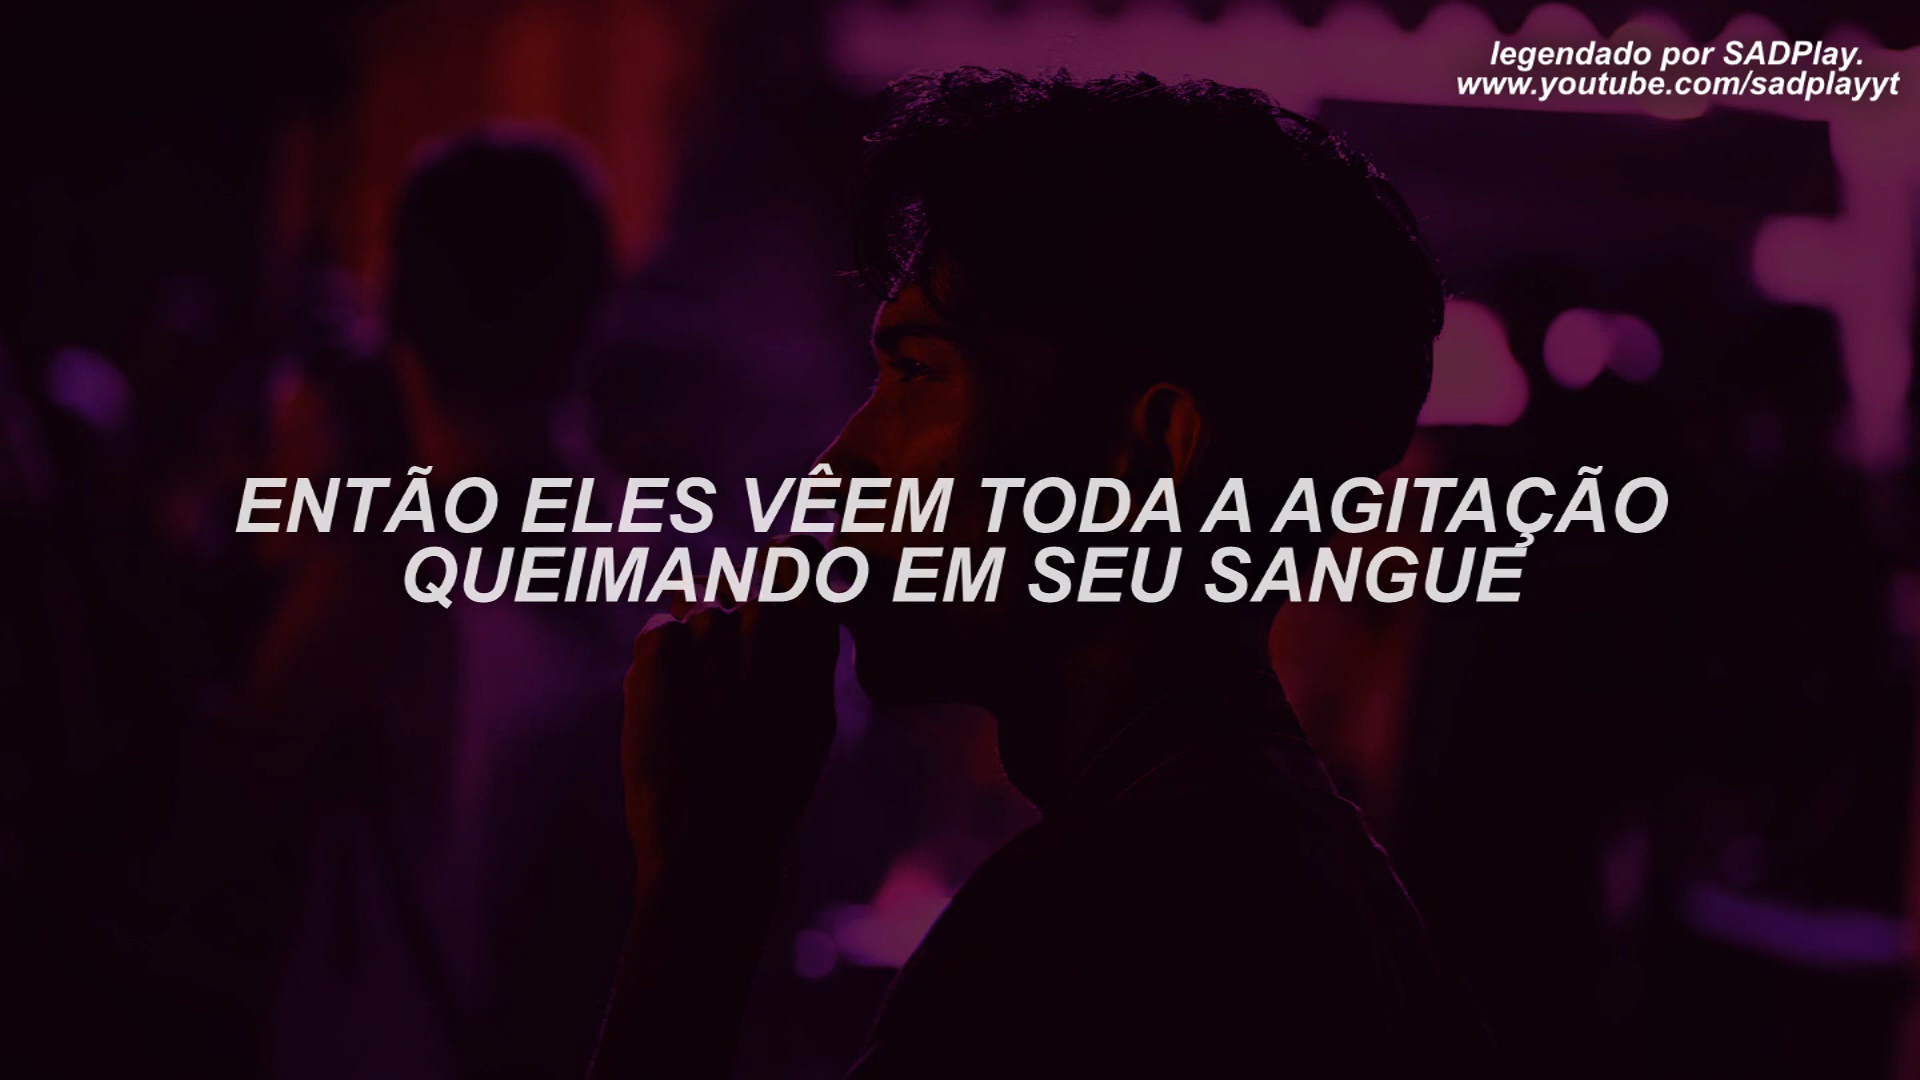 legendado por SADPlay.
www.youtube.com/sadplayyt
ENTÃO ELES VÊEM TODA A AGITAÇÃO
QUEIMANDO EM SEU SANGUE